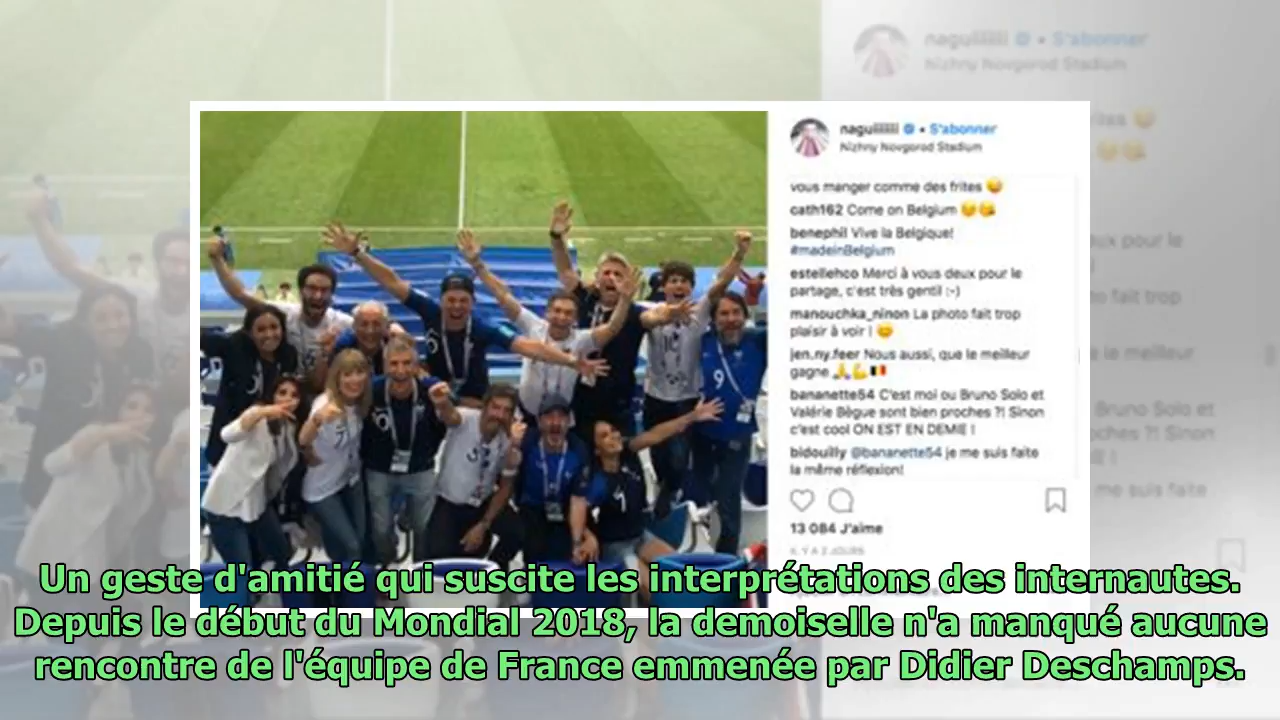 naguiiiiiii • S'abonner
Nizhny Novgorod Stadium
vous manger comme des frites
cath162 Come on Belgium
benephil Vive la Belgique!
#madeinBelgium
estellehco Merci à vous deux pour le
partage, c'est très gentil :-)
manouchka_ninon La photo fait trop
plaisir à voir !
jen.ny.feer Nous aussi, que le meilleur
gagne
bananette54 C'est moi ou Bruno Solo et
Valérie Bègue sont bien proches ?! Sinon
c'est cool ON EST EN DEMIE !
bidouilly @bananette54 je me suis faite
la même réflexion!
13 084 J'aime
IL Y A 2 JOURS
Un geste d'amitié qui suscite les interprétations des internautes.
Depuis le début du Mondial 2018, la demoiselle n'a manqué aucune
rencontre de l'équipe de France emmenée par Didier Deschamps.